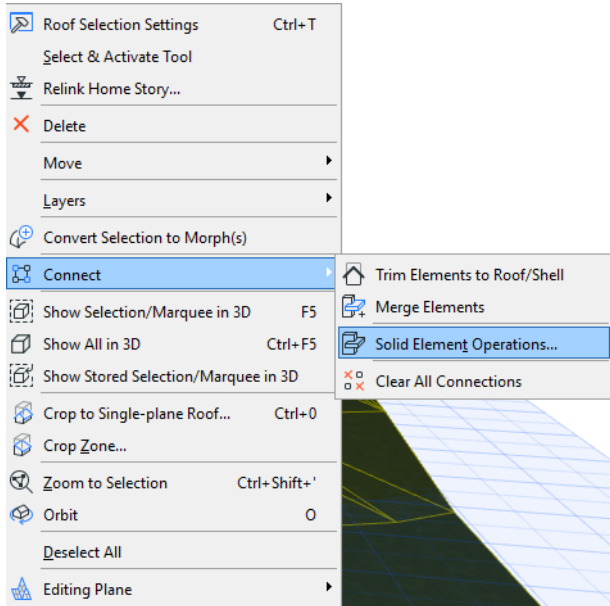 Roof Selection Settings Ctrl+T
Select & Activate Tool
Relink Home Story...
Delete
Move
Layers
Convert Selection to Morph(s)
Connect
Show Selection/Marquee in 3D F5
Show All in 3D Ctrl+F5
Show Stored Selection/Marquee in 3D
Crop to Single-plane Roof... Ctrl+0
Crop Zone...
Zoom to Selection Ctrl+Shift+'
Orbit O
Deselect All
Editing Plane
Trim Elements to Roof/Shell
Merge Elements
Solid Element Operations...
Clear All Connections